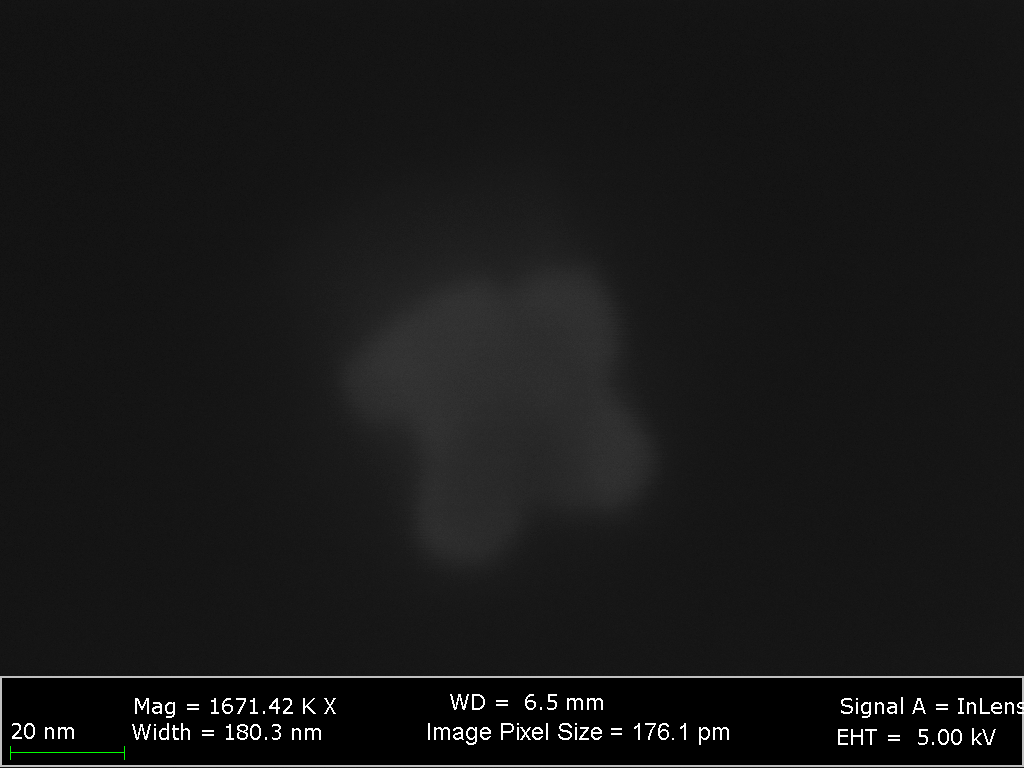 Mag = 1671.42 K X
WD = 6.5 mm
Signal A = InLens
20 nm
Width = 180.3 nm
Image Pixel Size = 176.1 pm
EHT = 5.00 kV